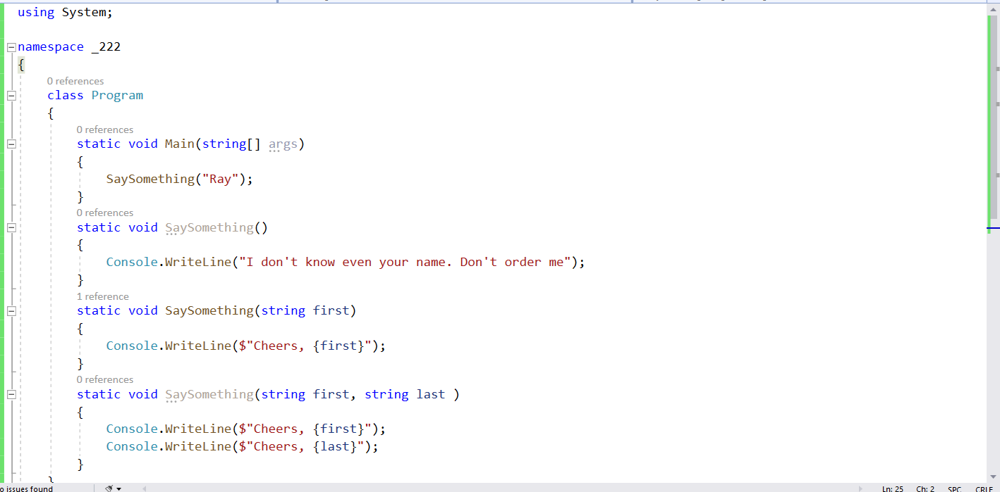 using System;
namespace _222
{
0 references
class Program
{
0 references
static void Main(string[] args)
{
SaySomething("Ray");
}
0 references
static void SaySomething()
{
Console.WriteLine("I don't know even your name. Don't order me");
}
1 reference
static void SaySomething(string first)
{
Console.WriteLine($"Cheers, {first}");
}
0 references
static void SaySomething(string first, string last )
{
Console.WriteLine($"Cheers, {first}");
Console.WriteLine($"Cheers, {last}");
}
}
o issues found Ln: 25 Ch: 2 SPC CRLF